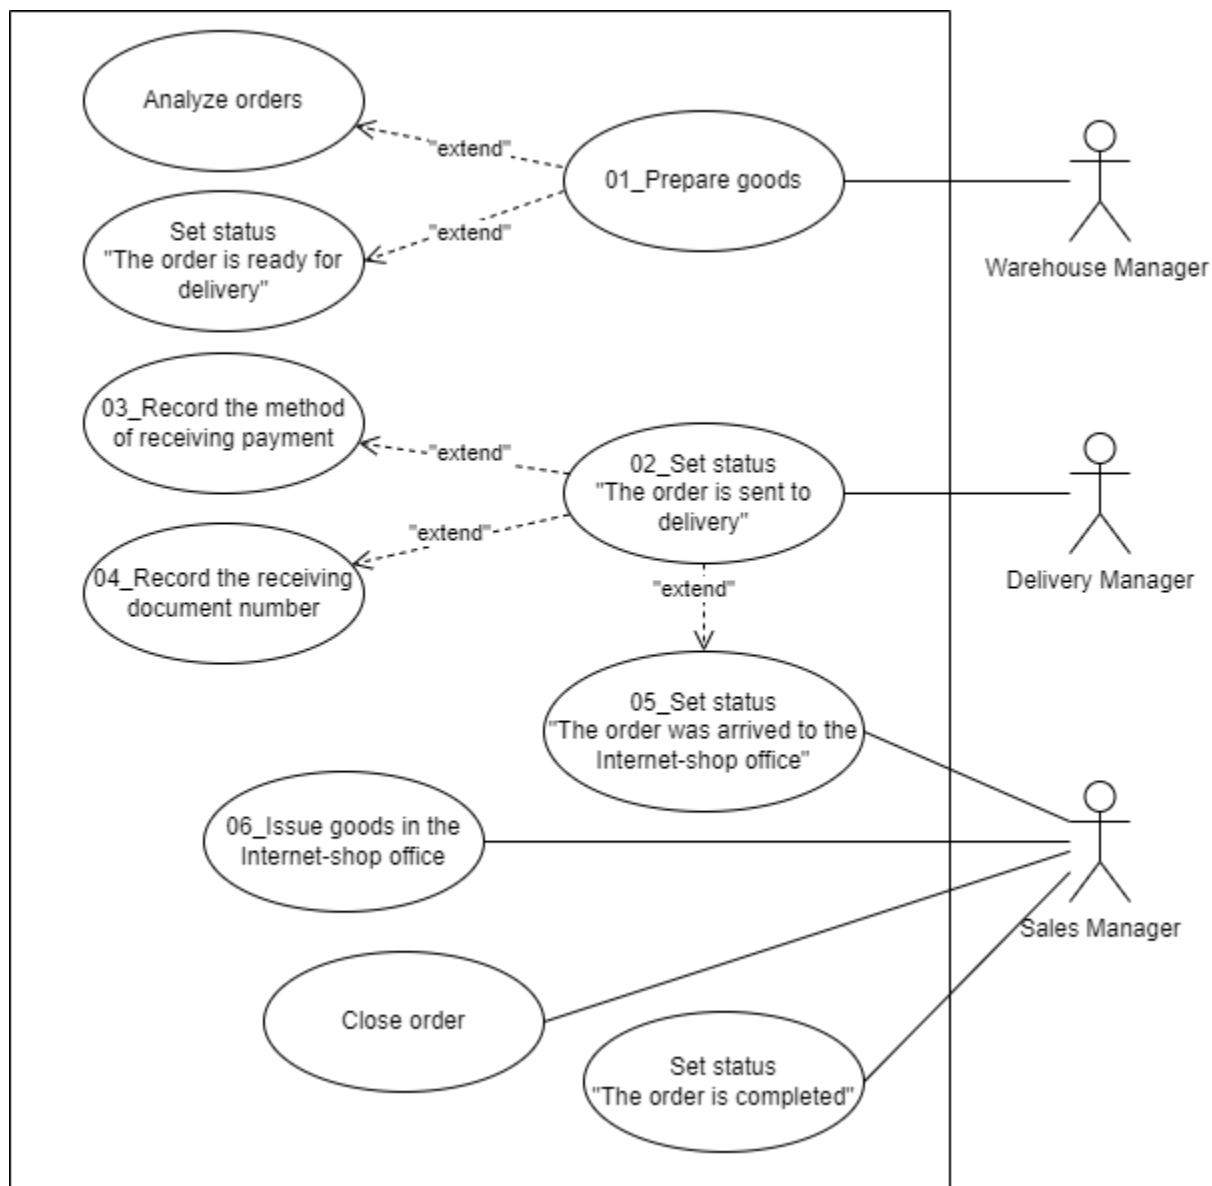 Analyze orders
"extend"
01_Prepare goods
Set status
"The order is ready for
delivery"
"extend"
Warehouse Manager
03_Record the method
of receiving payment
"extend"
02_Set status
"The order is sent to
delivery"
"extend"
04_Record the receiving
document number
Delivery Manager
"extend"
05_Set status
"The order was arrived to the
Internet-shop office"
06_Issue goods in the
Internet-shop office
Sales Manager
Close order
Set status
"The order is completed"